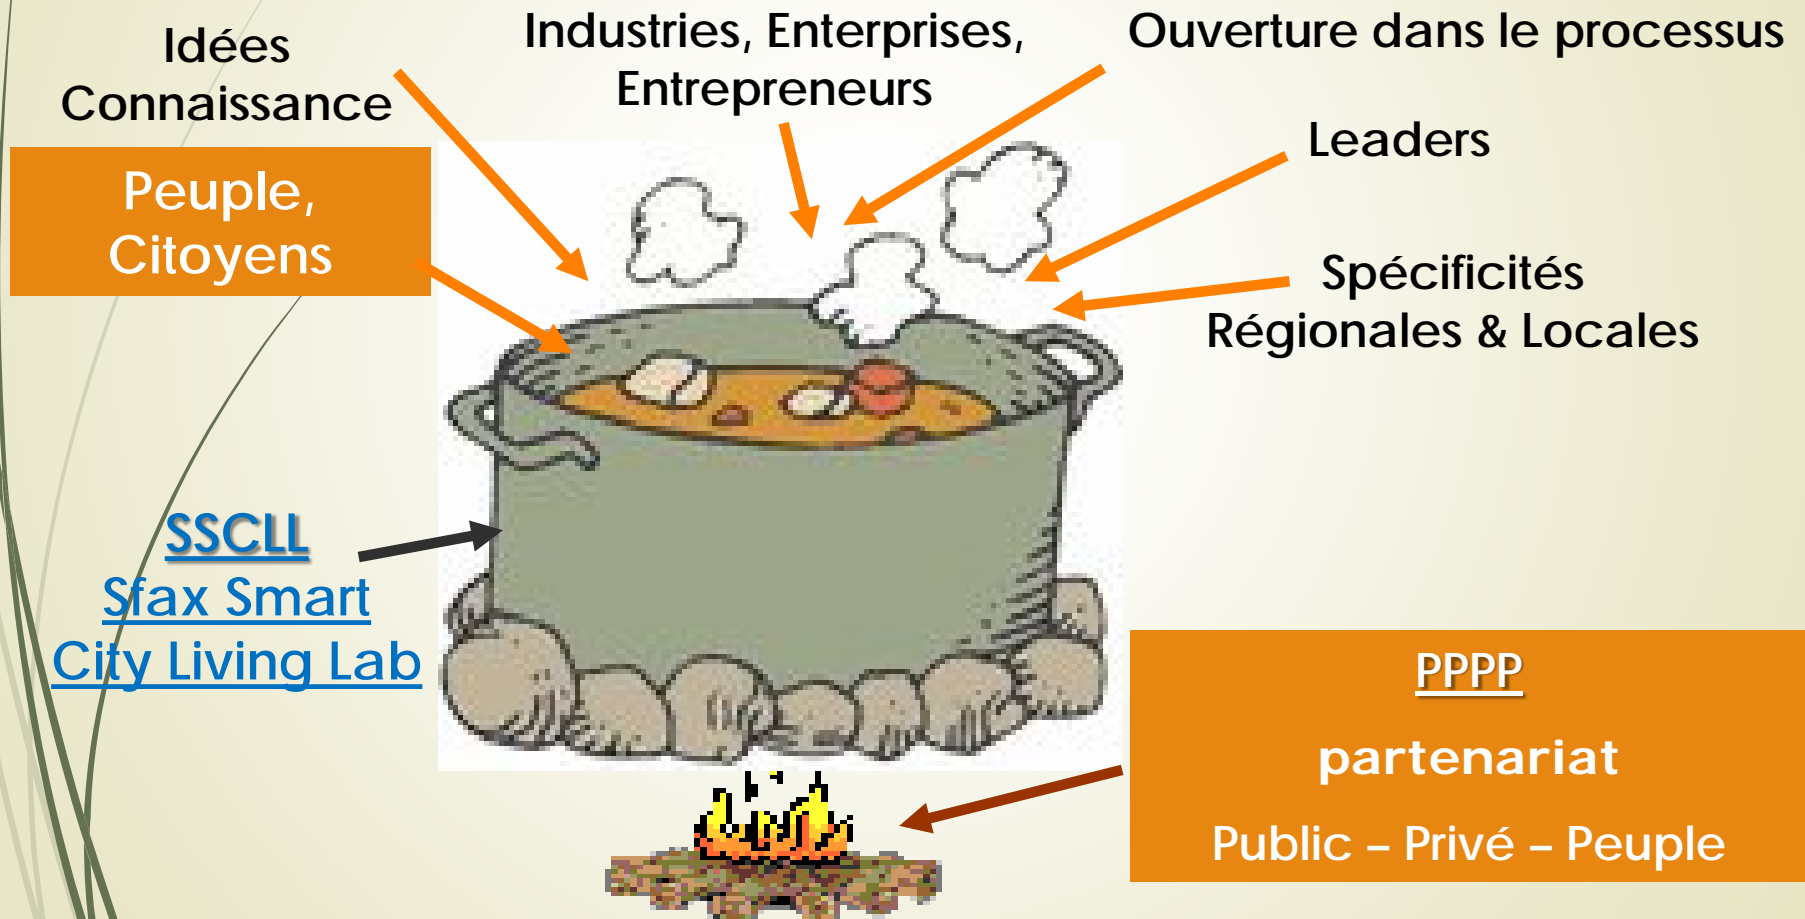 Idées
Connaissance
Industries, Enterprises,
Entrepreneurs
Ouverture dans le processus
Leaders
Peuple,
Citoyens
Spécificités
Régionales & Locales
SSCLL
Sfax Smart
City Living Lab
PPPP
partenariat
Public – Privé – Peuple